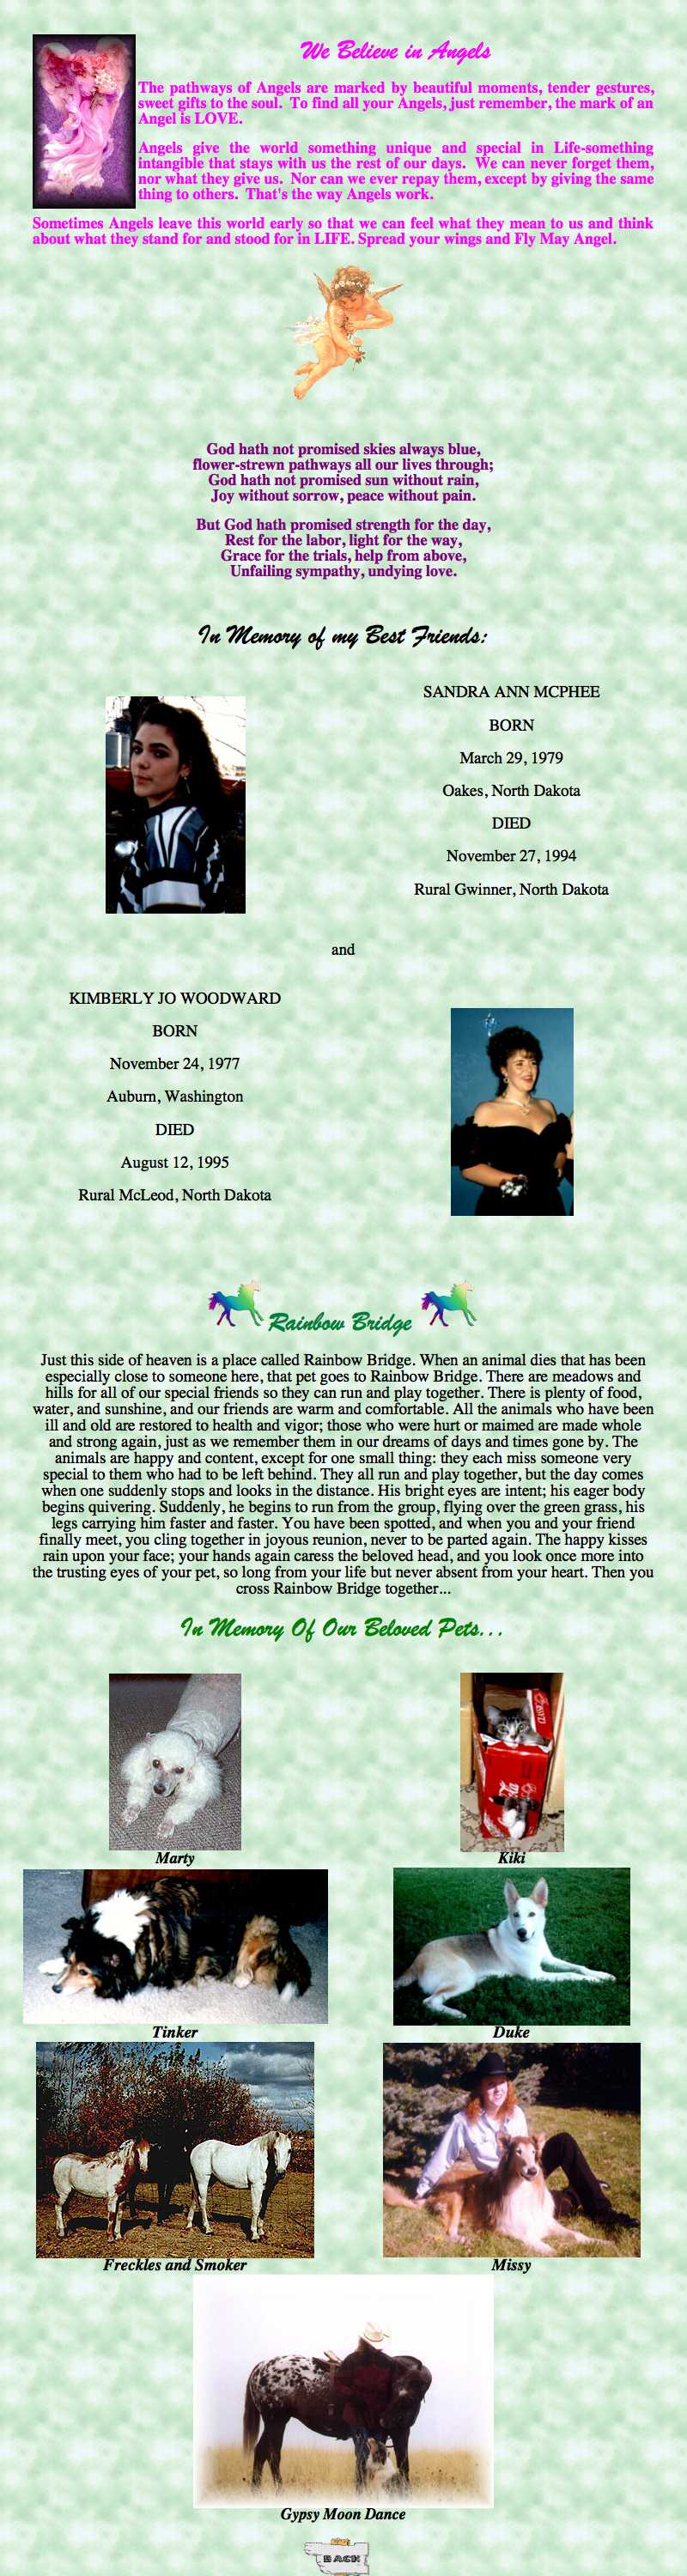 We Believe in Angels
The pathways of Angels are marked by beautiful moments, tender gestures,
sweet gifts to the soul. To find all your Angels, just remember, the mark of an
Angel is LOVE.
Angels give the world something unique and special in Life-something
intangible that stays with us the rest of our days. We can never forget them,
nor what they give us. Nor can we ever repay them, except by giving the same
thing to others. That's the way Angels work.
Sometimes Angels leave this world early so that we can feel what they mean to us and think
about what they stand for and stood for in LIFE. Spread your wings and Fly May Angel.
God hath not promised skies always blue,
flower-strewn pathways all our lives through;
God hath not promised sun without rain,
Joy without sorrow, peace without pain.
But God hath promised strength for the day,
Rest for the labor, light for the way,
Grace for the trials, help from above,
Unfailing sympathy, undying love.
In Memory of my Best Friends:
SANDRA ANN MCPHEE
BORN
March 29, 1979
Oakes, North Dakota
DIED
November 27, 1994
Rural Gwinner, North Dakota
and
KIMBERLY JO WOODWARD
BORN
November 24, 1977
Auburn, Washington
DIED
August 12, 1995
Rural McLeod, North Dakota
Rainbow Bridge
Just this side of heaven is a place called Rainbow Bridge. When an animal dies that has been
especially close to someone here, that pet goes to Rainbow Bridge. There are meadows and
hills for all of our special friends so they can run and play together. There is plenty of food,
water, and sunshine, and our friends are warm and comfortable. All the animals who have been
ill and old are restored to health and vigor; those who were hurt or maimed are made whole
and strong again, just as we remember them in our dreams of days and times gone by. The
animals are happy and content, except for one small thing: they each miss someone very
special to them who had to be left behind. They all run and play together, but the day comes
when one suddenly stops and looks in the distance. His bright eyes are intent; his eager body
begins quivering. Suddenly, he begins to run from the group, flying over the green grass, his
legs carrying him faster and faster. You have been spotted, and when you and your friend
finally meet, you cling together in joyous reunion, never to be parted again. The happy kisses
rain upon your face; your hands again caress the beloved head, and you look once more into
the trusting eyes of your pet, so long from your life but never absent from your heart. Then you
cross Rainbow Bridge together...
In Memory Of Our Beloved Pets...
Marty
Kiki
Tinker
Duke
Freckles and Smoker
Missy
Gypsy Moon Dance
BACK